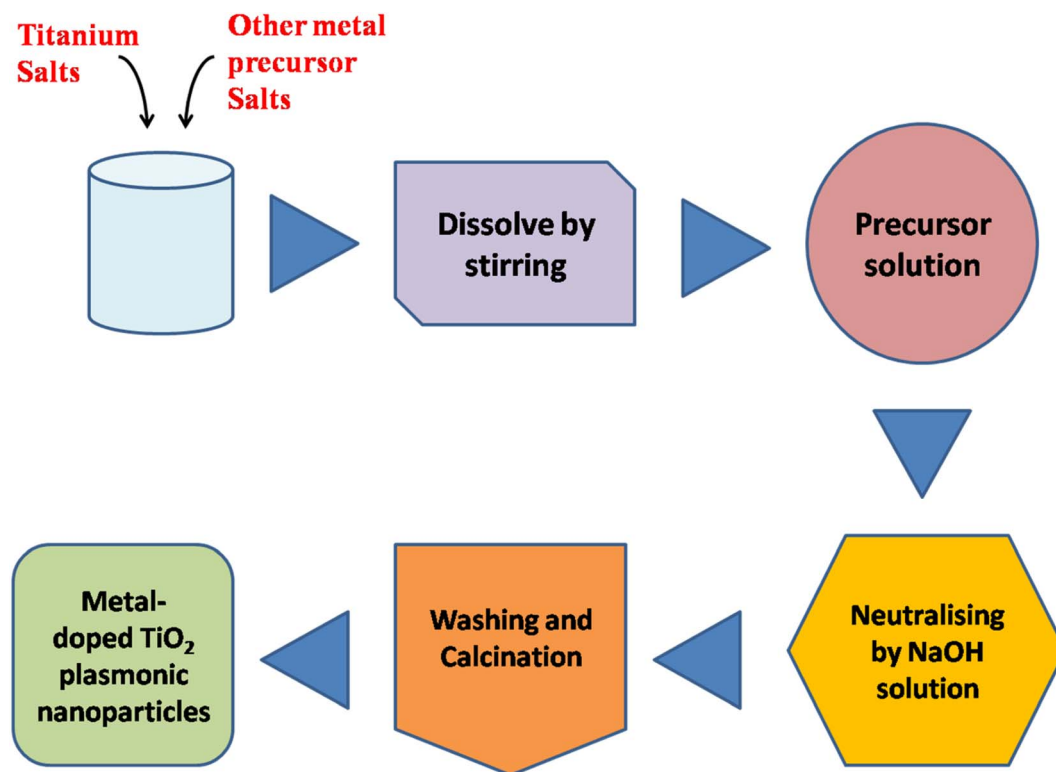 Titanium
Salts
Other metal
precursor
Salts
Dissolve by
stirring
Precursor
solution
Neutralising
by NaOH
solution
Washing and
Calcination
Metal-
doped TiO₂
plasmonic
nanoparticles